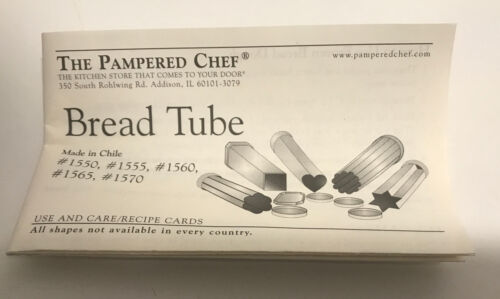 THE PAMPERED CHEF®
www.pamperedchef.com
THE KITCHEN STORE THAT COMES TO YOUR DOOR®
350 South Rohlwing Rd. Addison, IL 60101-3079
Bread Tube
Made in Chile
#1550, #1555, #1560,
#1565, #1570
USE AND CARE/RECIPE CARDS
All shapes not available in every country.